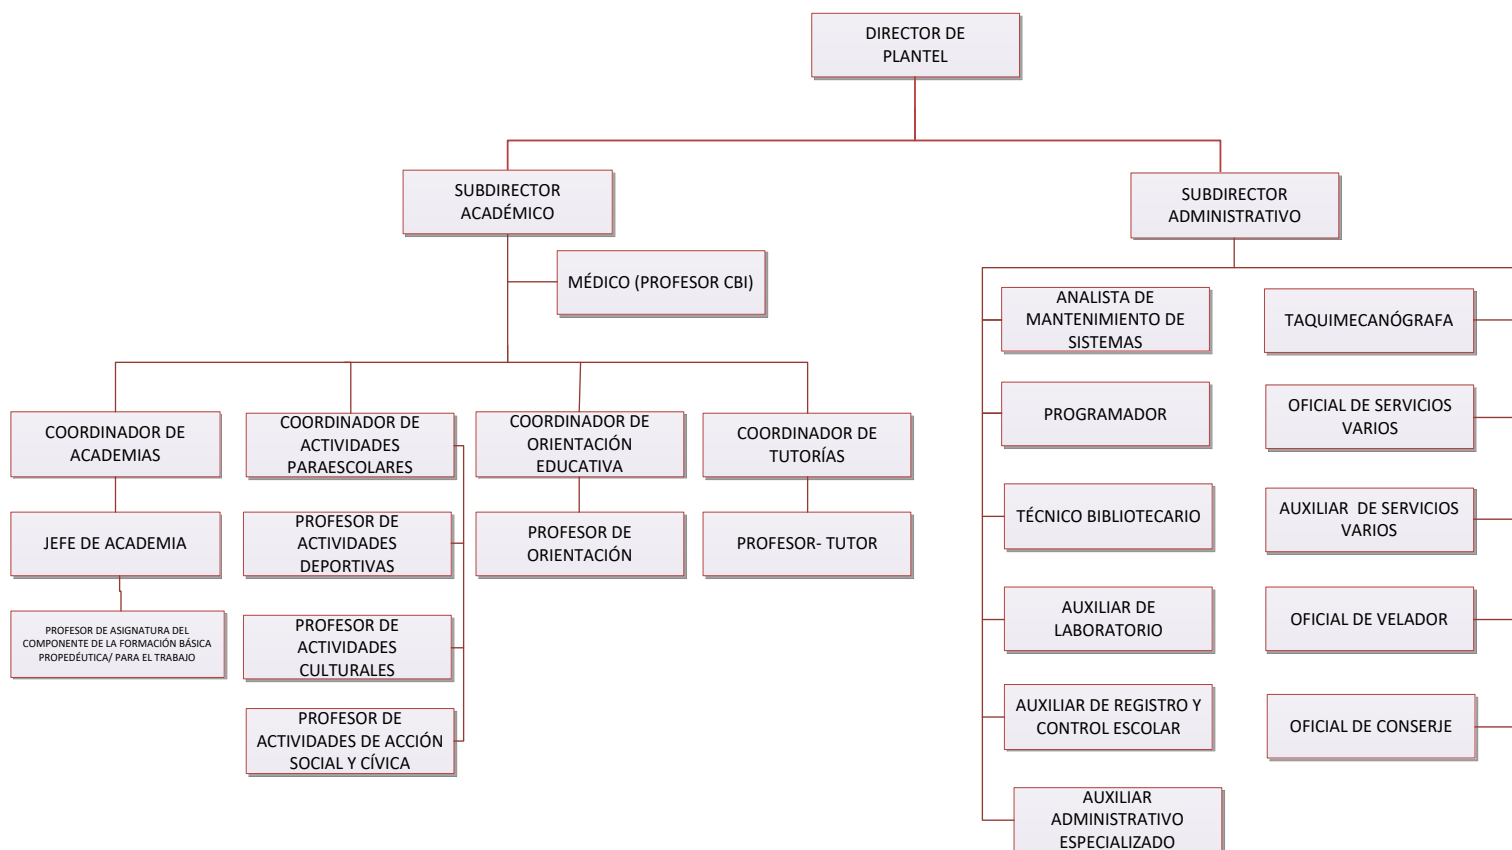 DIRECTOR DE
PLANTEL
SUBDIRECTOR
ACADÉMICO
SUBDIRECTOR
ADMINISTRATIVO
MÉDICO (PROFESOR CBI)
COORDINADOR DE
ACADEMIAS
COORDINADOR DE
ACTIVIDADES
PARAESCOLARES
COORDINADOR DE
ORIENTACIÓN
EDUCATIVA
COORDINADOR DE
TUTORÍAS
JEFE DE ACADEMIA
PROFESOR DE
ACTIVIDADES
DEPORTIVAS
PROFESOR DE
ORIENTACIÓN
PROFESOR- TUTOR
PROFESOR DE ASIGNATURA DEL
COMPONENTE DE LA FORMACIÓN BÁSICA
PROPEDÉUTICA/ PARA EL TRABAJO
PROFESOR DE
ACTIVIDADES
CULTURALES
PROFESOR DE
ACTIVIDADES DE ACCIÓN
SOCIAL Y CÍVICA
ANALISTA DE
MANTENIMIENTO DE
SISTEMAS
TAQUIMECANÓGRAFA
PROGRAMADOR
OFICIAL DE SERVICIOS
VARIOS
TÉCNICO BIBLIOTECARIO
AUXILIAR  DE SERVICIOS
VARIOS
AUXILIAR DE
LABORATORIO
OFICIAL DE VELADOR
AUXILIAR DE REGISTRO Y
CONTROL ESCOLAR
OFICIAL DE CONSERJE
AUXILIAR
ADMINISTRATIVO
ESPECIALIZADO